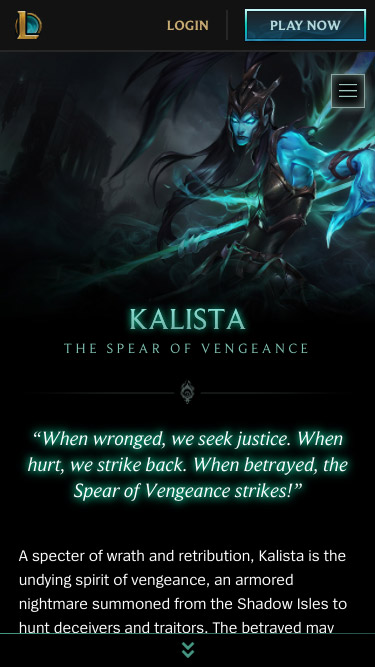 LOGIN
PLAY NOW
KALISTA
THE SPEAR OF VENGEANCE
“When wronged, we seek justice. When
hurt, we strike back. When betrayed, the
Spear of Vengeance strikes!”
A specter of wrath and retribution, Kalista is the
undying spirit of vengeance, an armored
nightmare summoned from the Shadow Isles to
hunt deceivers and traitors. The betrayed may